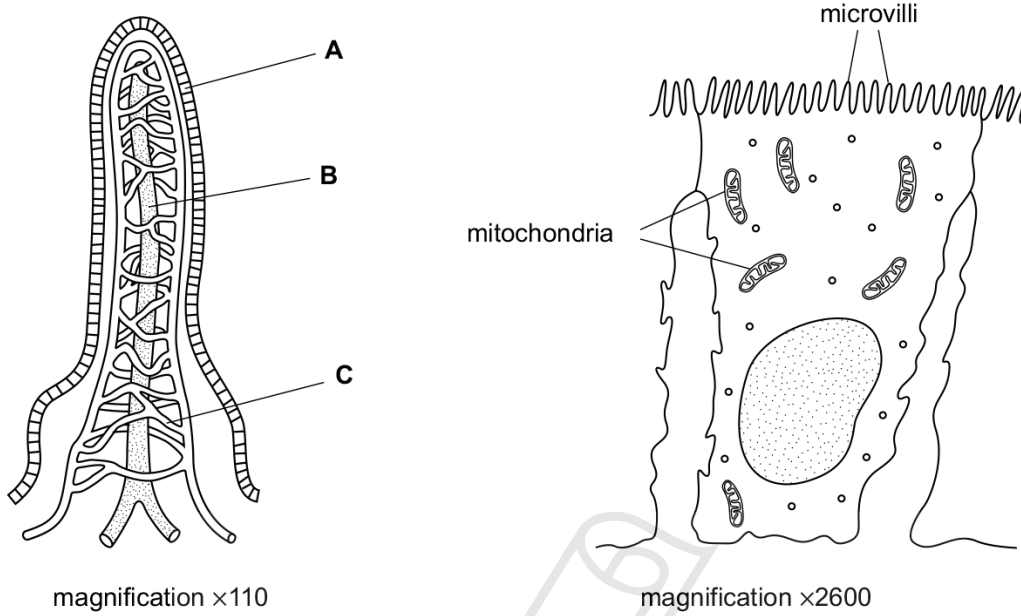 microvilli
A
B
mitochondria
C
magnification ×110
magnification ×2600